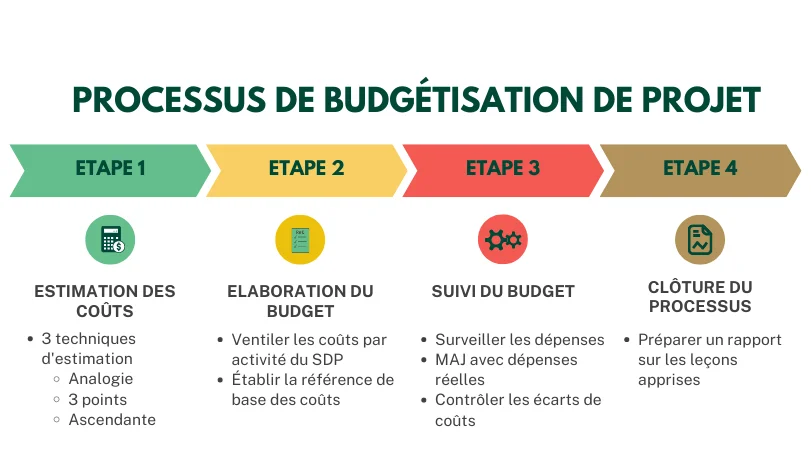 PROCESSUS DE BUDGÉTISATION DE PROJET
ETAPE 1
ETAPE 2
ETAPE 3
ETAPE 4
ESTIMATION DES
COÛTS
• 3 techniques
d'estimation
◦ Analogie
◦ 3 points
◦ Ascendante
ELABORATION DU
BUDGET
• Ventiler les coûts par
activité du SDP
• Établir la référence de
base des coûts
SUIVI DU BUDGET
• Surveiller les dépenses
• MAJ avec dépenses
réelles
• Contrôler les écarts de
coûts
CLÔTURE DU
PROCESSUS
• Préparer un rapport
sur les leçons
apprises